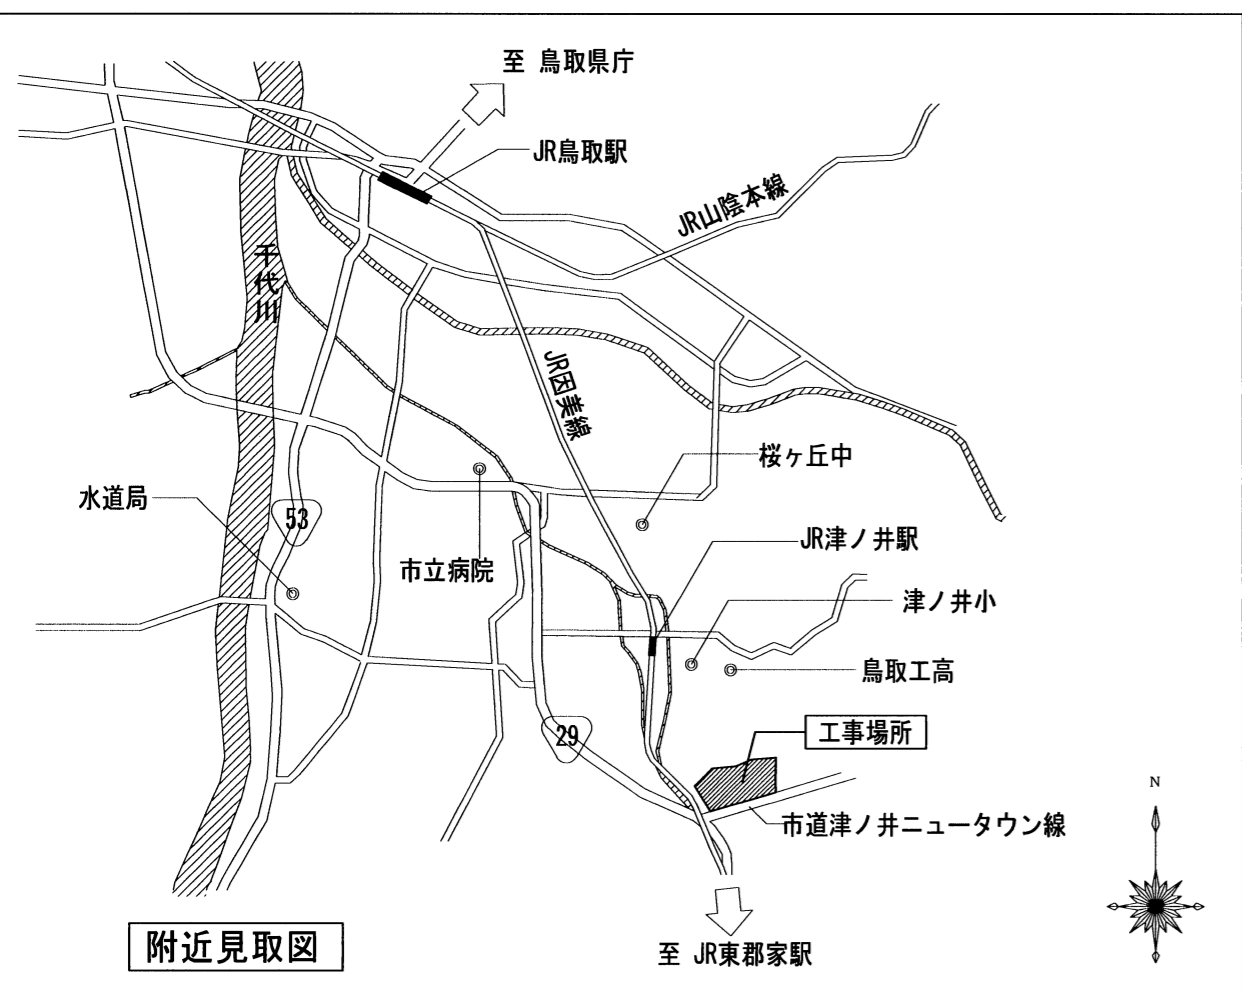 至 鳥取県庁
JR鳥取駅
JR山陰本線
千代川
JR因美線
桜ヶ丘中
水道局
53
JR津ノ井駅
市立病院
津ノ井小
鳥取工高
工事場所
29
N
市道津ノ井ニュータウン線
附近見取図
至 JR東郡家駅